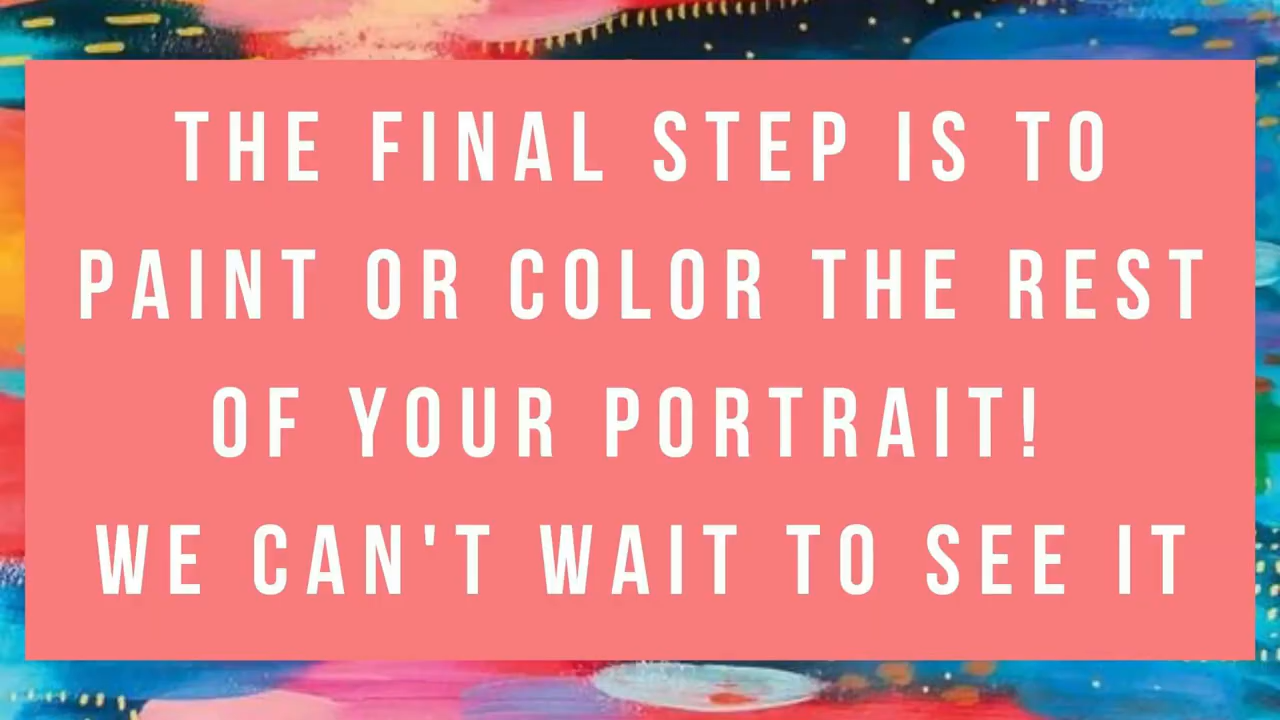 THE FINAL STEP IS TO
PAINT OR COLOR THE REST
OF YOUR PORTRAIT!
WE CAN'T WAIT TO SEE IT